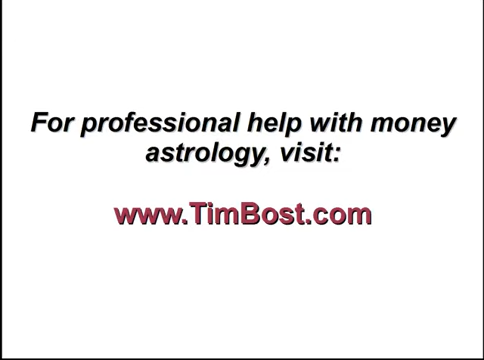 For professional help with money
astrology, visit:
www.TimBost.com